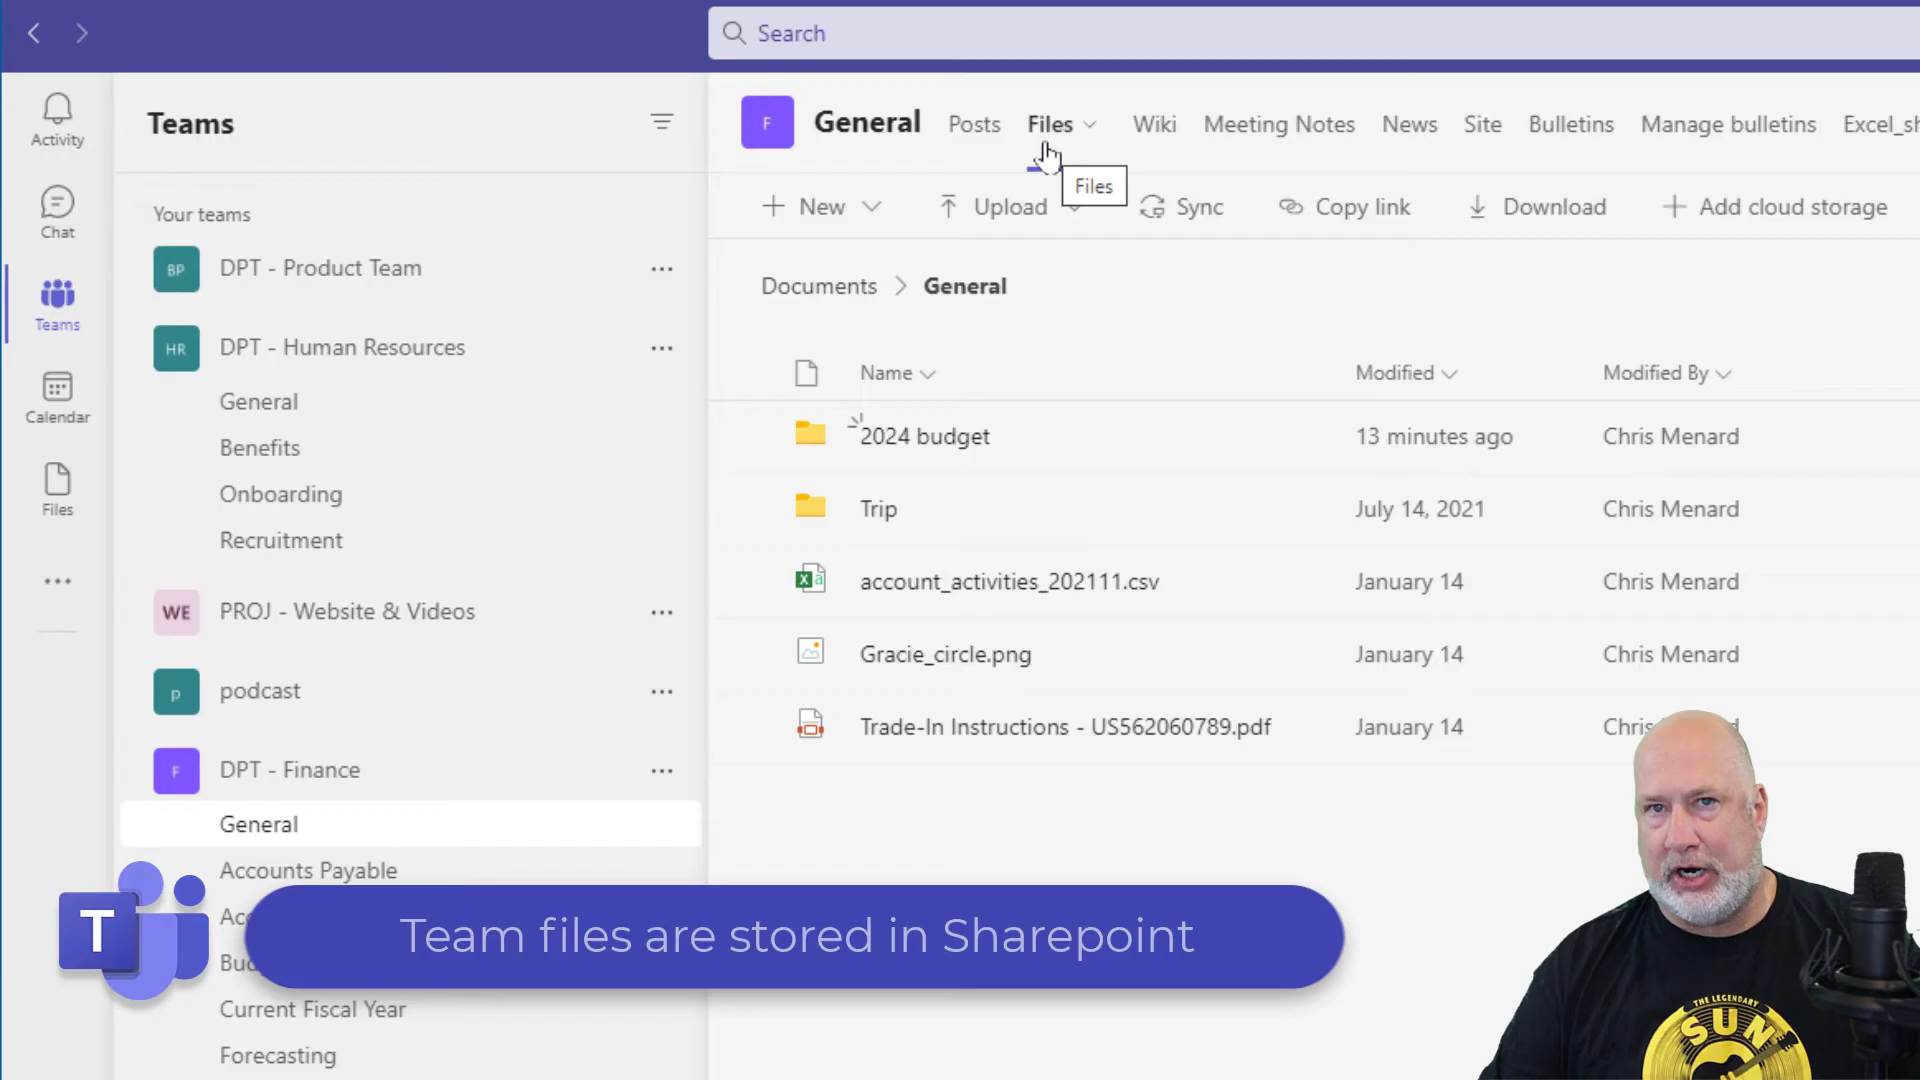 Search
Activity
Chat
Teams
Calendar
Files
Teams
Your teams
BP DPT - Product Team
HR DPT - Human Resources
General
Benefits
Onboarding
Recruitment
WE PROJ - Website & Videos
p podcast
F DPT - Finance
General
Accounts Payable
Ac
Bud
Current Fiscal Year
Forecasting
F General Posts Files Wiki Meeting Notes News Site Bulletins Manage bulletins Excel_sh
Files
New Upload Sync Copy link Download Add cloud storage
Documents > General
Name Modified Modified By
2024 budget 13 minutes ago Chris Menard
Trip July 14, 2021 Chris Menard
account_activities_202111.csv January 14 Chris Menard
Gracie_circle.png January 14 Chris Menard
Trade-In Instructions - US562060789.pdf January 14 Chris d
T
Team files are stored in Sharepoint
THE LEGENDARY
SUN